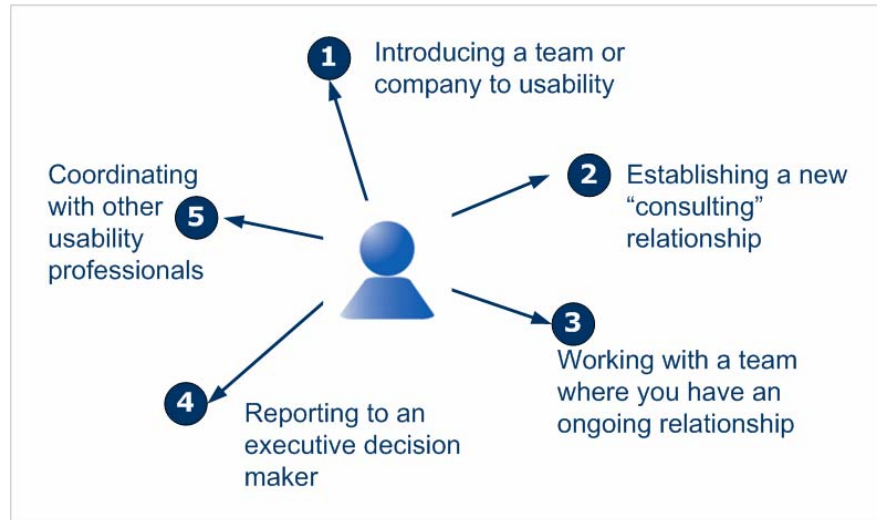 1
Introducing a team or
company to usability
2
Establishing a new
“consulting”
relationship
3
Working with a team
where you have an
ongoing relationship
4
Reporting to an
executive decision
maker
5
Coordinating
with other
usability
professionals